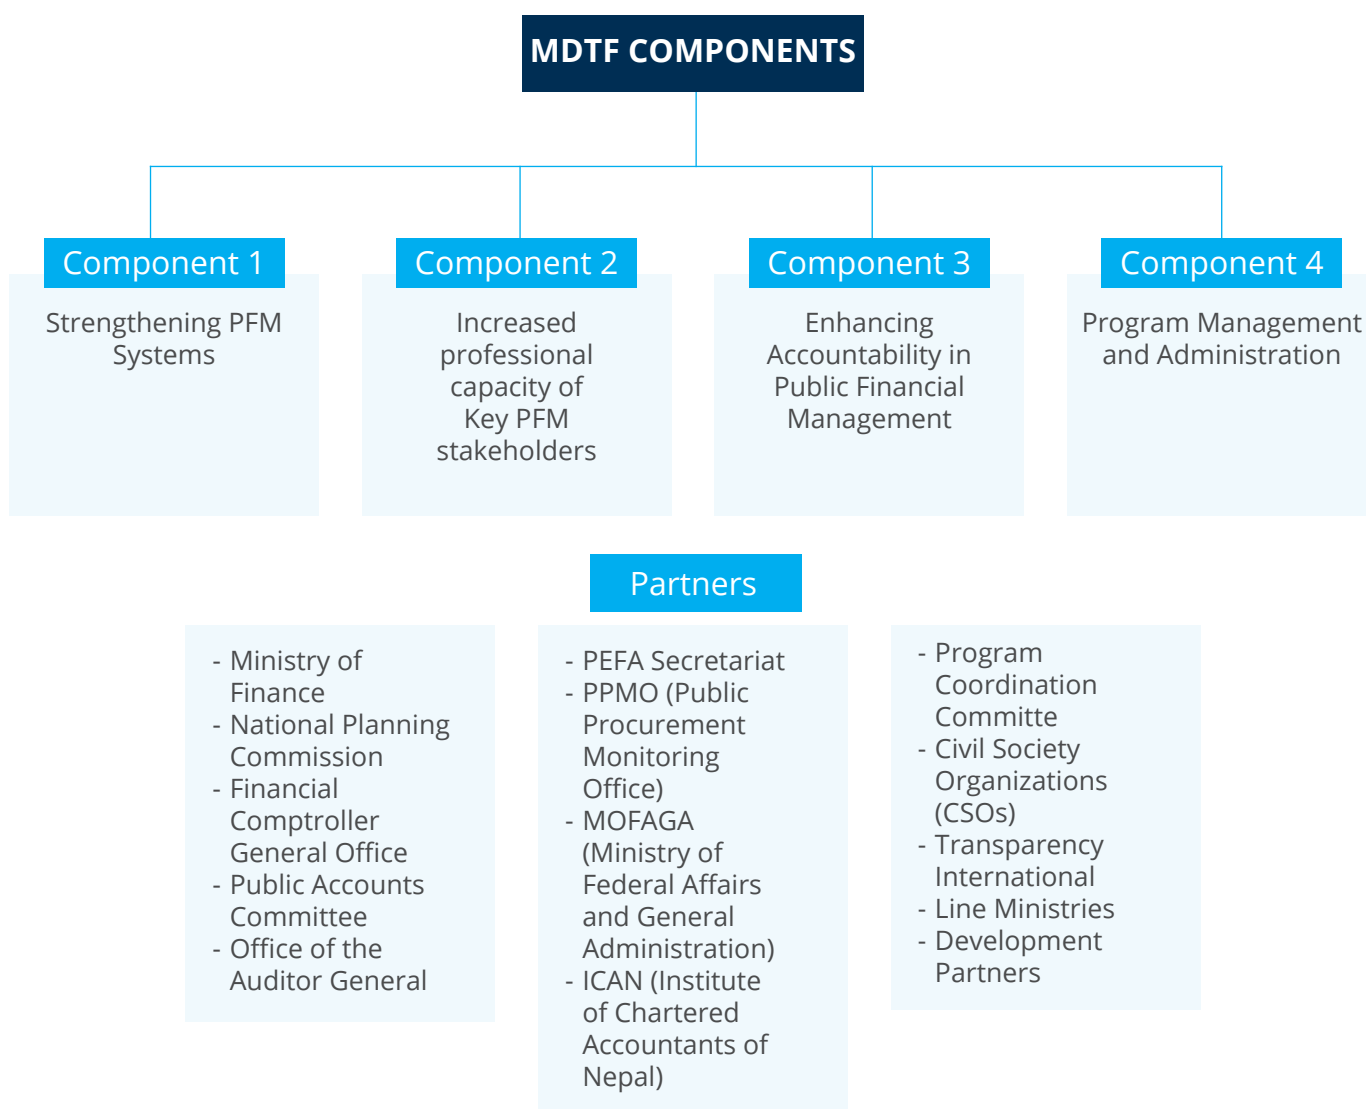 MDTF COMPONENTS
Component 1
Strengthening PFM
Systems
Component 2
Increased
professional
capacity of
Key PFM
stakeholders
Component 3
Enhancing
Accountability in
Public Financial
Management
Component 4
Program Management
and Administration
Partners
- Ministry of
Finance
- National Planning
Commission
- Financial
Comptroller
General Office
- Public Accounts
Committee
- Office of the
Auditor General
- PEFA Secretariat
- PPMO (Public
Procurement
Monitoring
Office)
- MOFAGA
(Ministry of
Federal Affairs
and General
Administration)
- ICAN (Institute
of Chartered
Accountants of
Nepal)
- Program
Coordination
Committe
- Civil Society
Organizations
(CSOs)
- Transparency
International
- Line Ministries
- Development
Partners